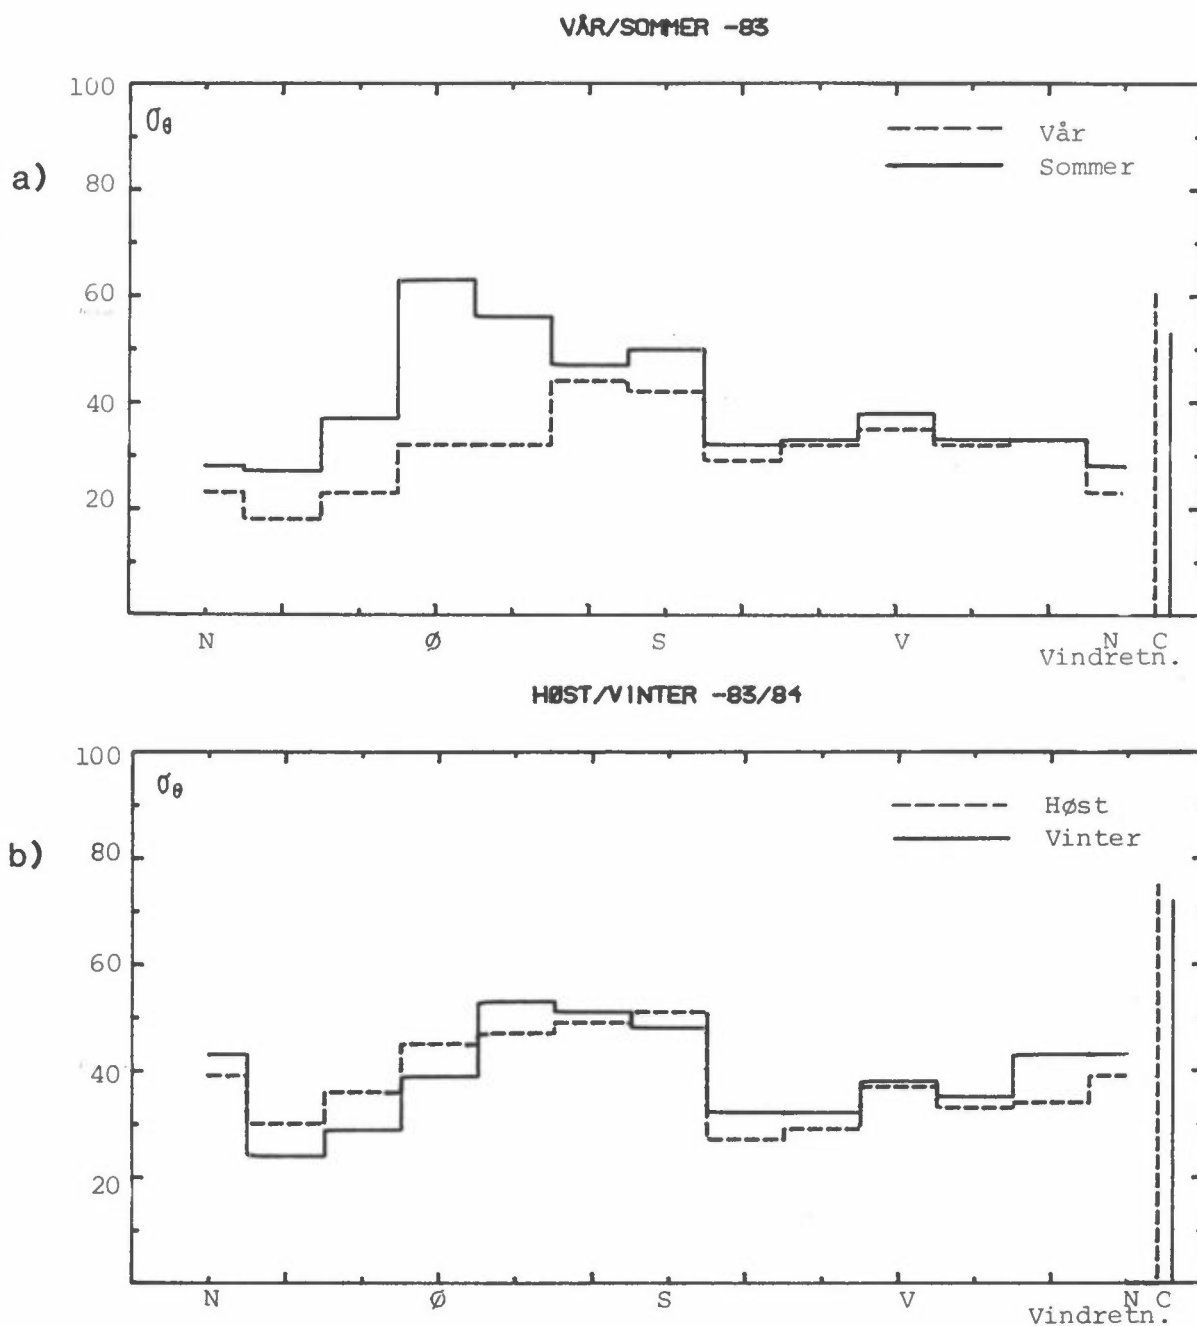 VÅR/SOMMER -83
100
σθ
Vår
a)
80
Sommer
60
40
20
N Ø S V N C
Vindretn.
HØST/VINTER -83/84
100
σθ
Høst
Vinter
b)
80
60
40
20
N Ø S V N C
Vindretn.